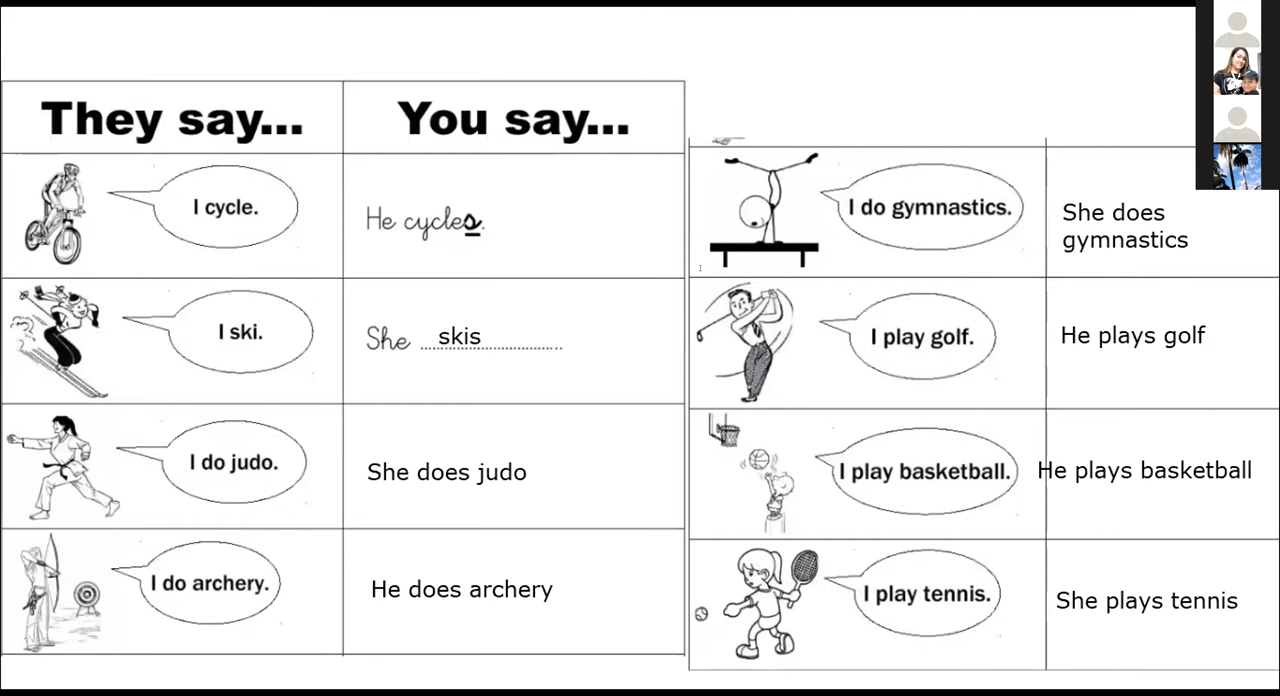 They say...
You say...
I cycle.
He cycles.
I ski.
She skis
I do judo.
She does judo
I do archery.
He does archery
I do gymnastics.
She does
gymnastics
I play golf.
He plays golf
I play basketball.
He plays basketball
I play tennis.
She plays tennis